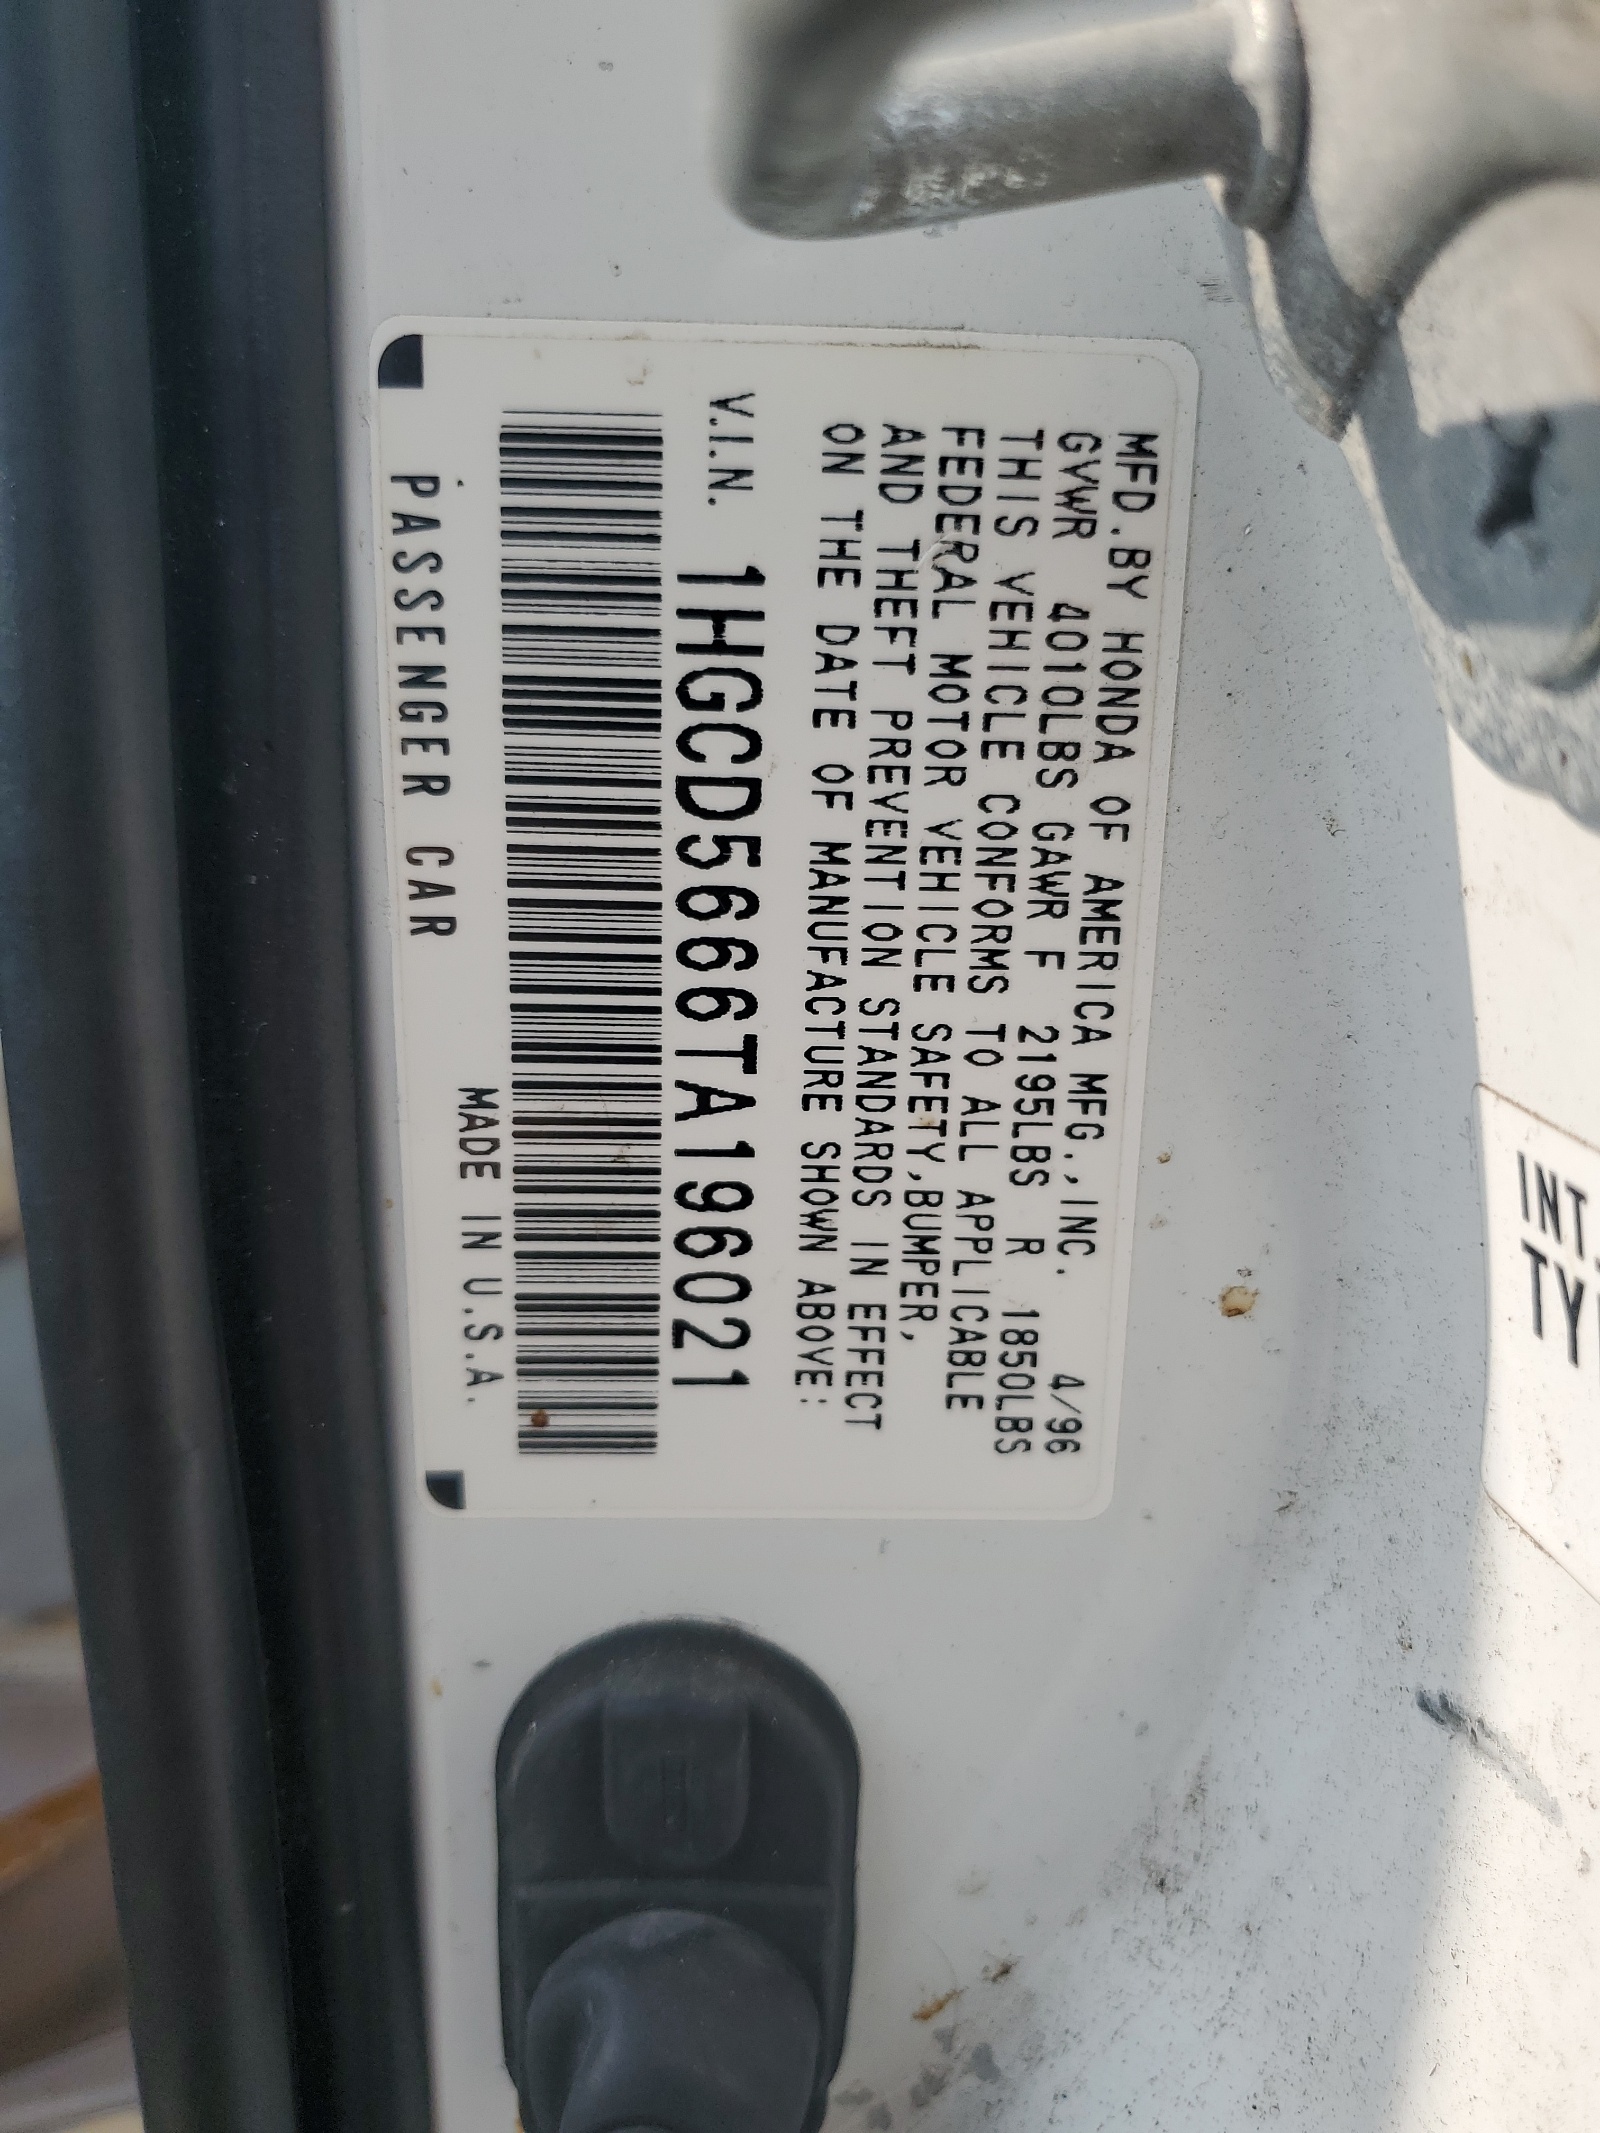 MFD.BY HONDA OF AMERICA MFG.,INC. 4/96
GVWR 4010LBS GAWR F 2195LBS R 1850LBS
THIS VEHICLE CONFORMS TO ALL APPLICABLE
FEDERAL MOTOR VEHICLE SAFETY,BUMPER,
AND THEFT PREVENTION STANDARDS IN EFFECT
ON THE DATE OF MANUFACTURE SHOWN ABOVE:
V.I.N. 1HGCD5666TA196021
MADE IN U.S.A.
PASSENGER CAR
INT
TY